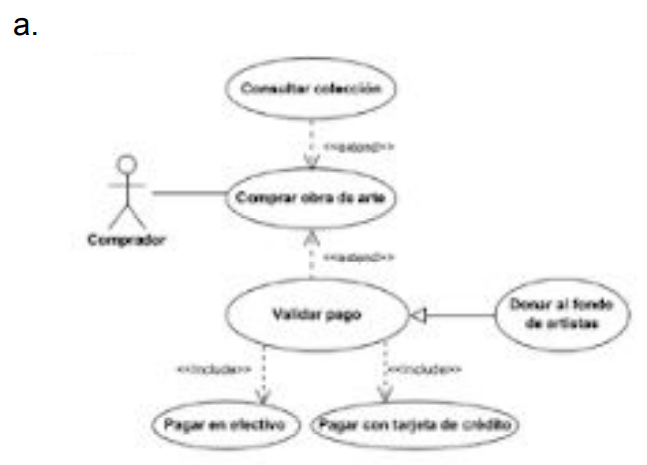 a.
Consultar colección
<<extend>>
Comprar obra de arte
Comprador
<<extend>>
Validar pago
Donar al fondo
de artistas
<<include>>
<<include>>
Pagar en efectivo
Pagar con tarjeta de crédito